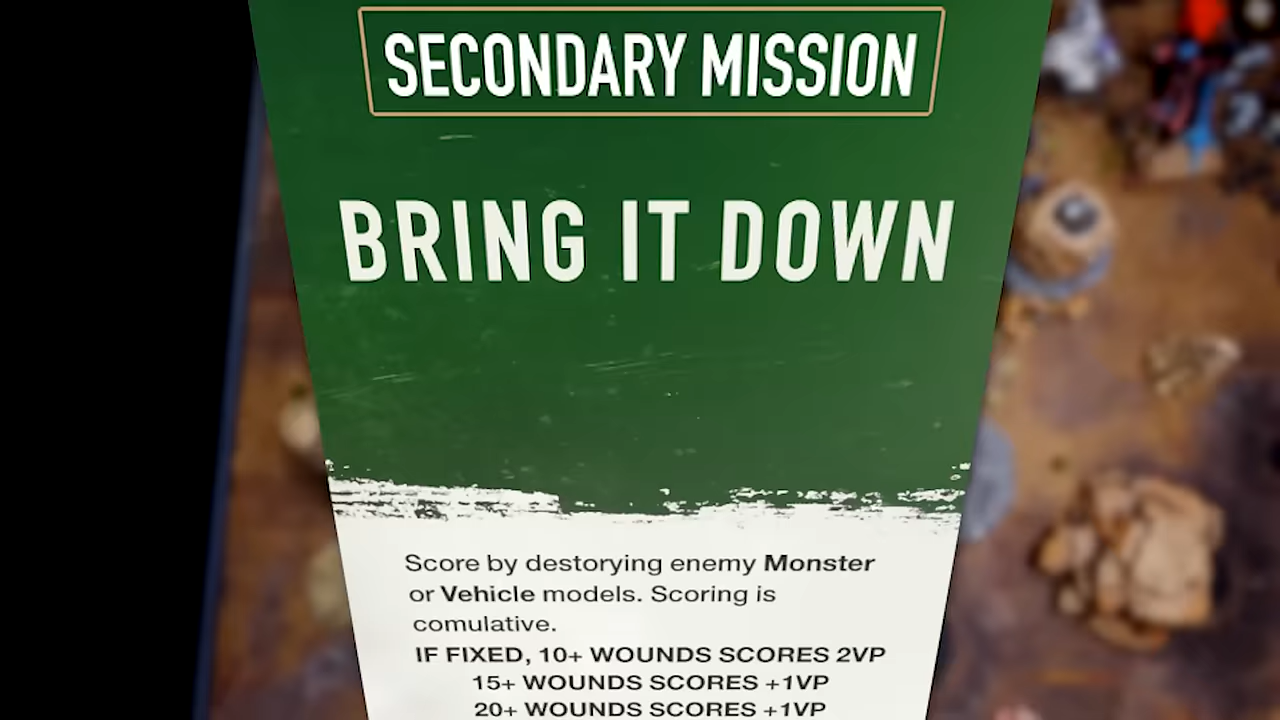 SECONDARY MISSION
BRING IT DOWN
Score by destorying enemy Monster
or Vehicle models. Scoring is
comulative.
IF FIXED, 10+ WOUNDS SCORES 2VP
15+ WOUNDS SCORES +1VP
20+ WOUNDS SCORES +1VP